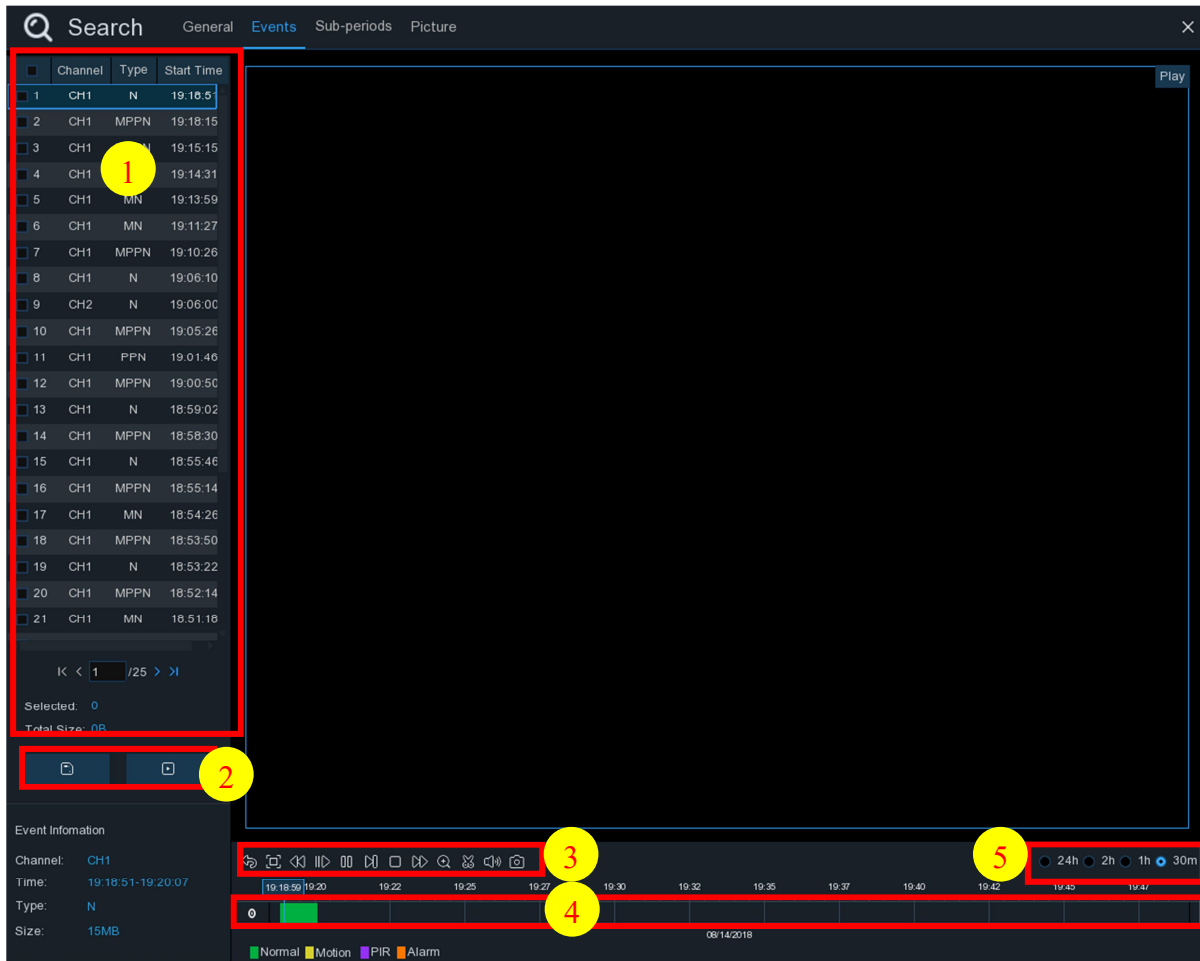 Search General Events Sub-periods Picture
Play
Channel Type Start Time
1 CH1 N 19:18:51
2 CH1 MPPN 19:18:15
3 CH1 19:15:15
4 CH1 19:14:31
5 CH1 MN 19:13:59
6 CH1 MN 19:11:27
7 CH1 MPPN 19:10:26
8 CH1 N 19:06:10
9 CH2 N 19:06:00
10 CH1 MPPN 19:05:26
11 CH1 PPN 19:01:46
12 CH1 MPPN 19:00:50
13 CH1 N 18:59:02
14 CH1 MPPN 18:58:30
15 CH1 N 18:55:46
16 CH1 MPPN 18:55:14
17 CH1 MN 18:54:26
18 CH1 MPPN 18:53:50
19 CH1 N 18:53:22
20 CH1 MPPN 18:52:14
21 CH1 MN 18:51:18
1
1 /25
Selected: 0
Total Size: 0B
2
Event Infomation
Channel: CH1
Time: 19:18:51-19:20:07
Type: N
Size: 15MB
3
5
24h 2h 1h 30m
19:18:59 19:20 19:22 19:25 19:27 19:30 19:32 19:35 19:37 19:40 19:42 19:45 19:47
0
4
08/14/2018
Normal Motion PIR Alarm